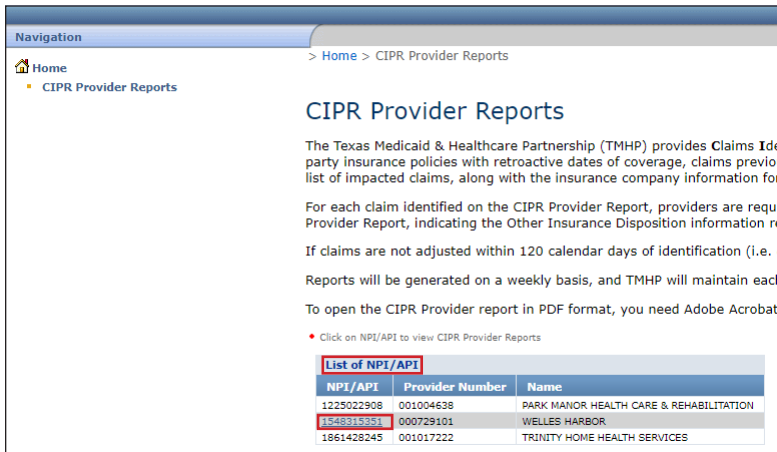 Navigation
Home
CIPR Provider Reports
> Home > CIPR Provider Reports
CIPR Provider Reports
The Texas Medicaid & Healthcare Partnership (TMHP) provides Claims Ide
party insurance policies with retroactive dates of coverage, claims previo
list of impacted claims, along with the insurance company information fo
For each claim identified on the CIPR Provider Report, providers are requ
Provider Report, indicating the Other Insurance Disposition information r
If claims are not adjusted within 120 calendar days of identification (i.e.
Reports will be generated on a weekly basis, and TMHP will maintain eac
To open the CIPR Provider report in PDF format, you need Adobe Acrobat
Click on NPI/API to view CIPR Provider Reports
List of NPI/API
NPI/API Provider Number Name
1225022908 001004638 PARK MANOR HEALTH CARE & REHABILITATION
1548315351 000729101 WELLES HARBOR
1861428245 001017222 TRINITY HOME HEALTH SERVICES